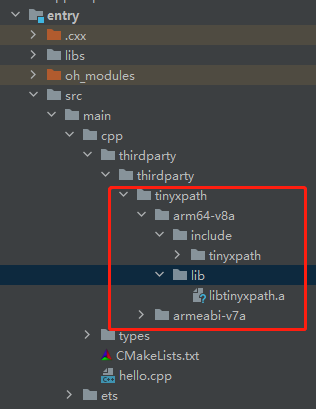 entry
.cxx
libs
oh_modules
src
main
cpp
thirdparty
thirdparty
tinyxpath
arm64-v8a
include
tinyxpath
lib
libtinyxpath.a
armeabi-v7a
types
CMakeLists.txt
hello.cpp
ets